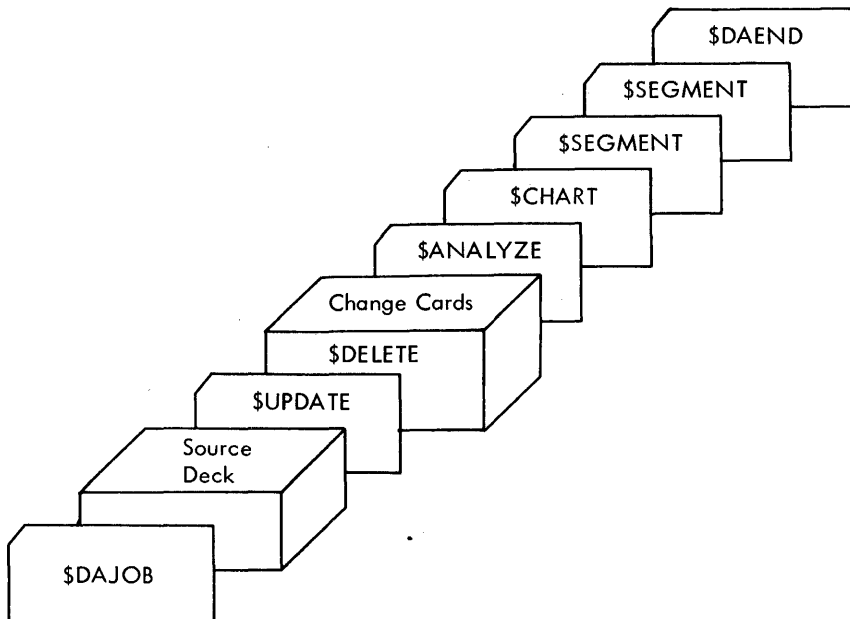 $DAEND
$SEGMENT
$SEGMENT
$CHART
$ANALYZE
Change Cards
$DELETE
$UPDATE
Source
Deck
$DAJOB